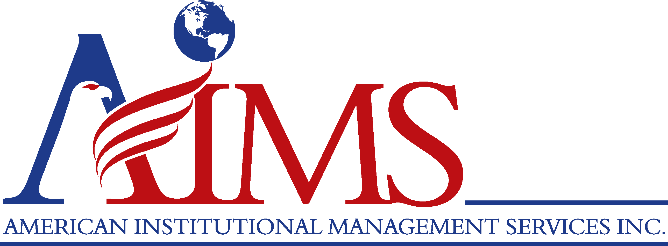 AIMS
AMERICAN INSTITUTIONAL MANAGEMENT SERVICES INC.